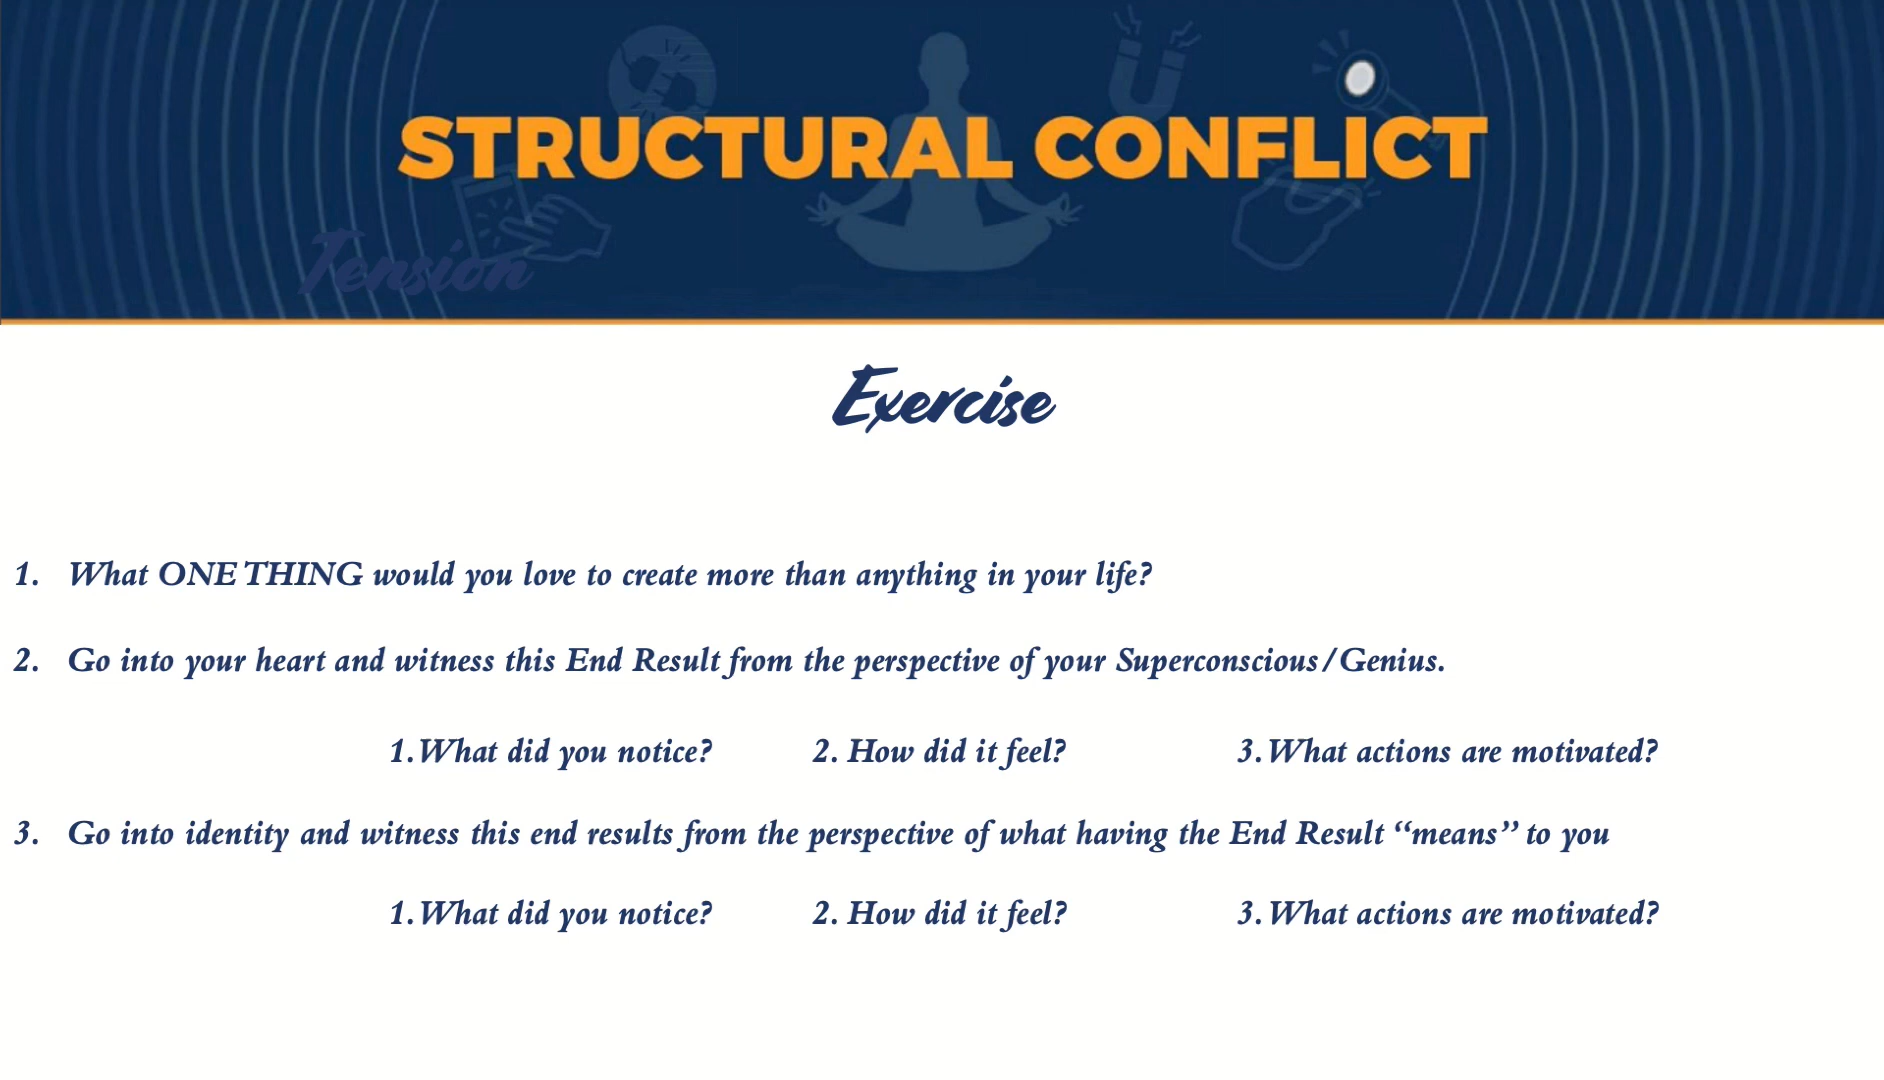 STRUCTURAL CONFLICT
Tension
Exercise
1. What ONE THING would you love to create more than anything in your life?
2. Go into your heart and witness this End Result from the perspective of your Superconscious/Genius.
1. What did you notice? 2. How did it feel? 3. What actions are motivated?
3. Go into identity and witness this end results from the perspective of what having the End Result “means” to you
1. What did you notice? 2. How did it feel? 3. What actions are motivated?